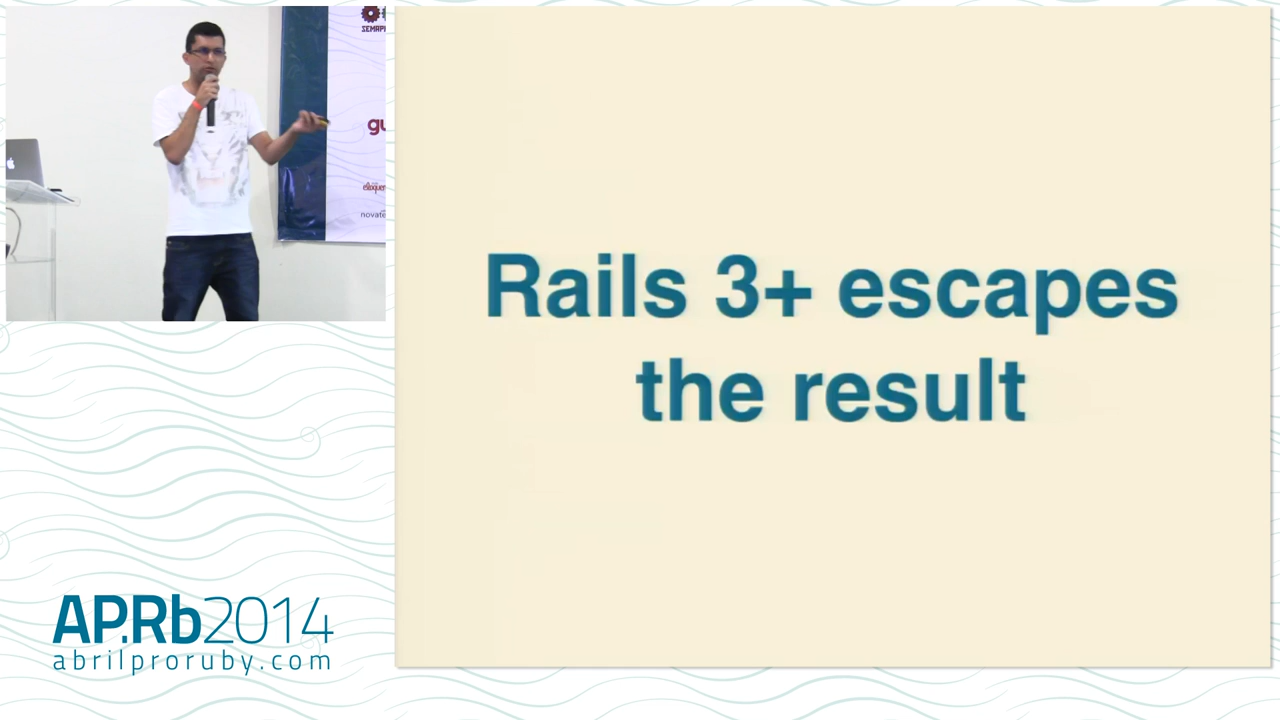 Rails 3+ escapes
the result
AP.Rb2014
abrilproruby.com